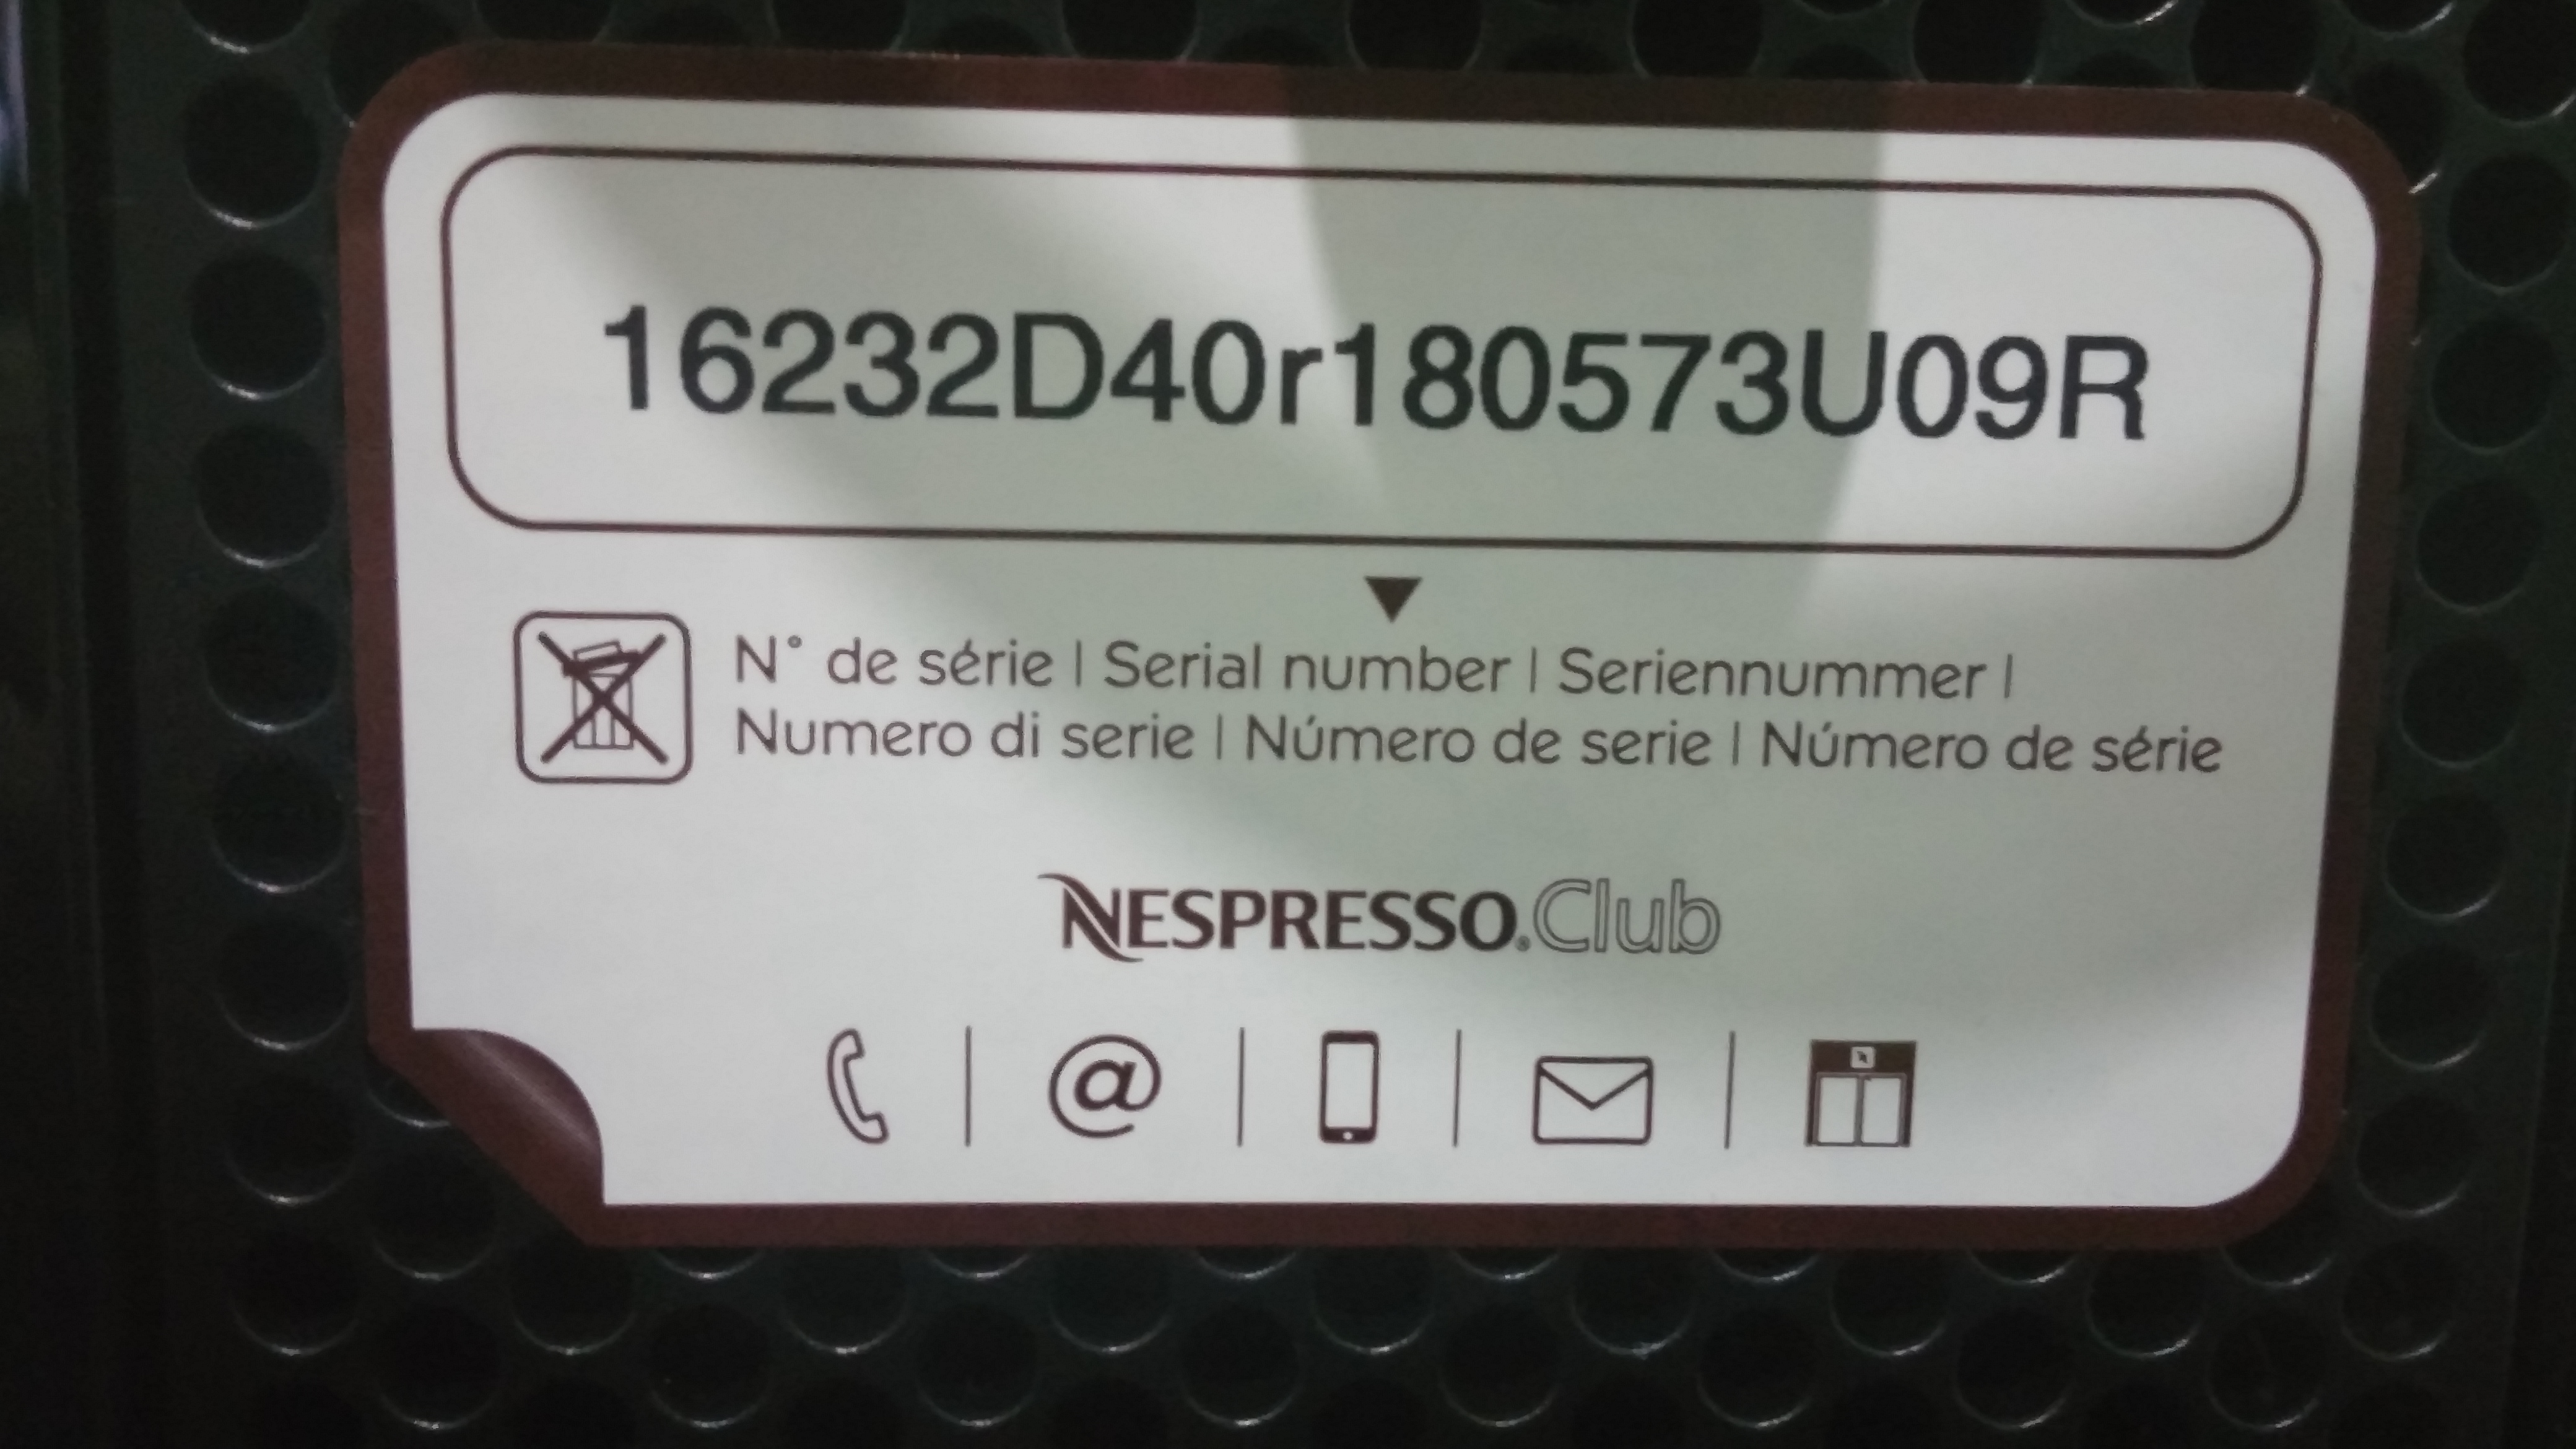 16232D40r180573U09R
N° de série | Serial number | Seriennummer |
Numero di serie | Número de serie | Número de série
NESPRESSO.Club
@